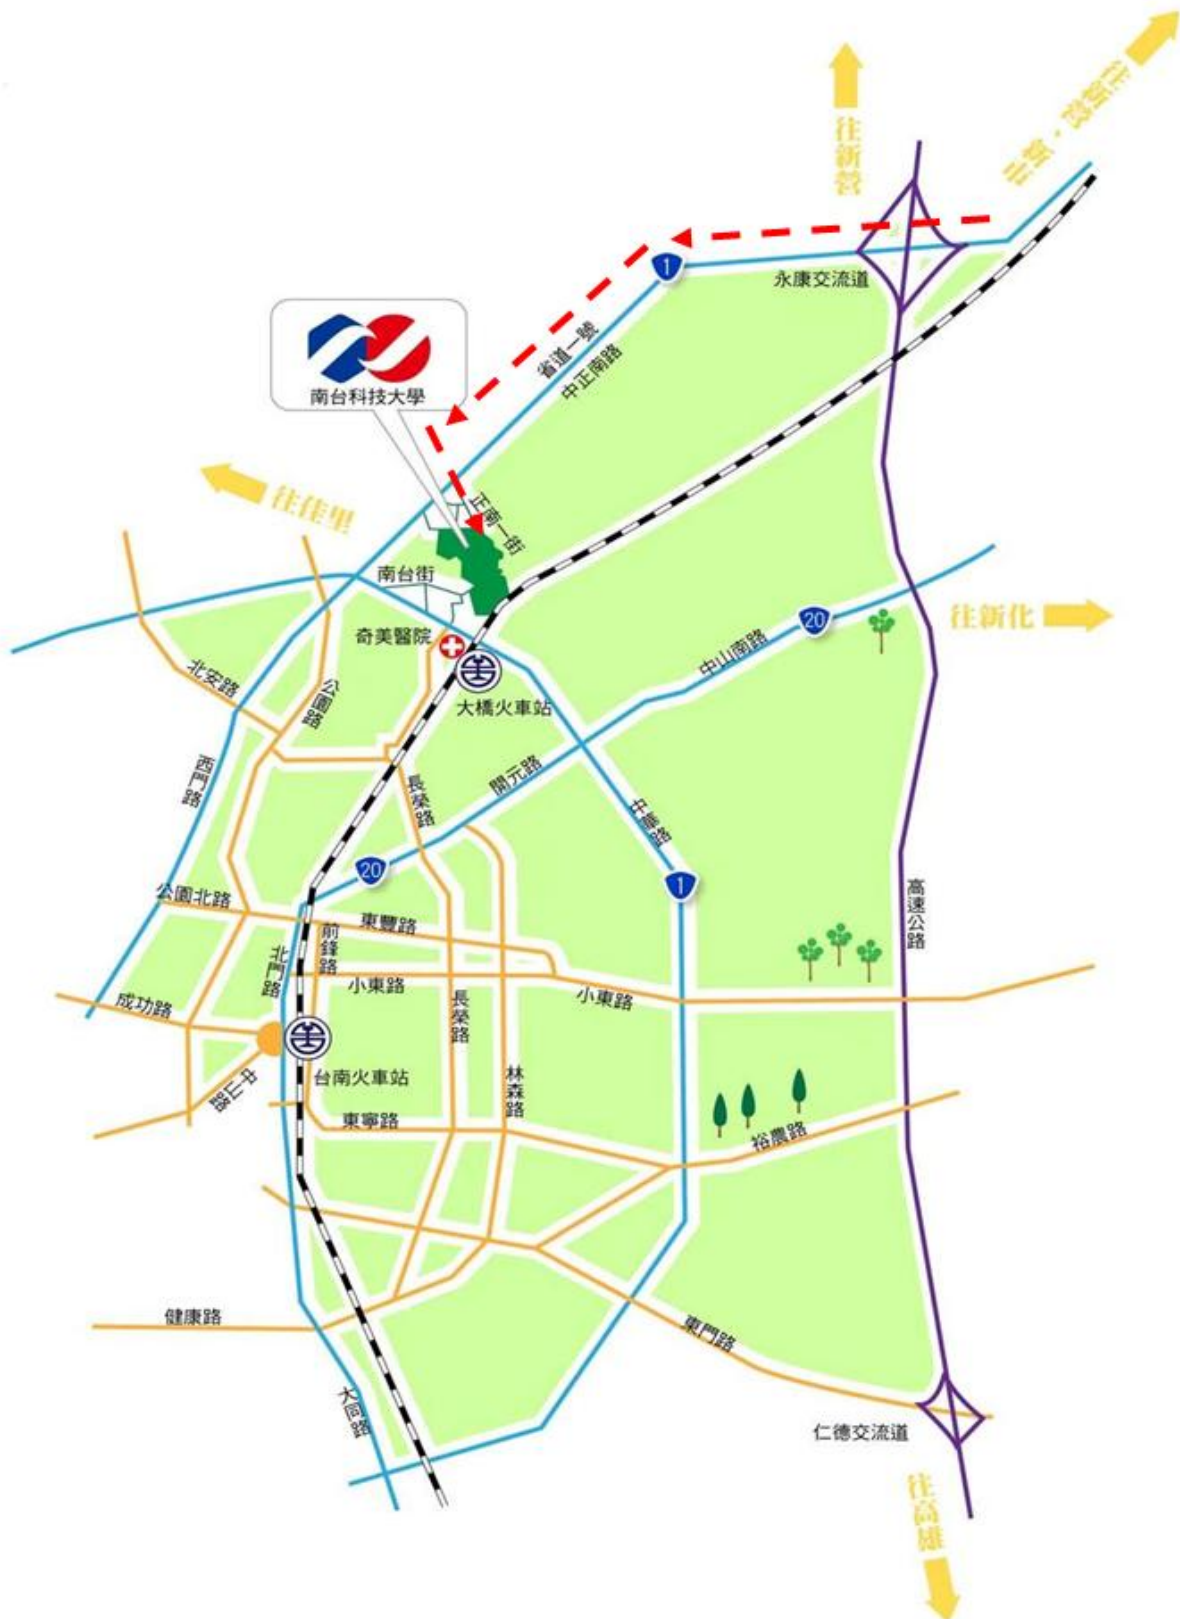 往新營、新市
往新營
1
永康交流道
省道一號
中正南路
南台科技大學
往佳里
正南一街
南台街
20
往新化
奇美醫院
中山南路
大橋火車站
北安路
公園路
西門路
長榮路
開元路
中華路
20
1
公園北路
東豐路
前鋒路
北門路
高速公路
小東路
小東路
成功路
長榮路
台南火車站
中山路
林森路
東寧路
裕農路
健康路
東門路
大同路
仁德交流道
往高雄